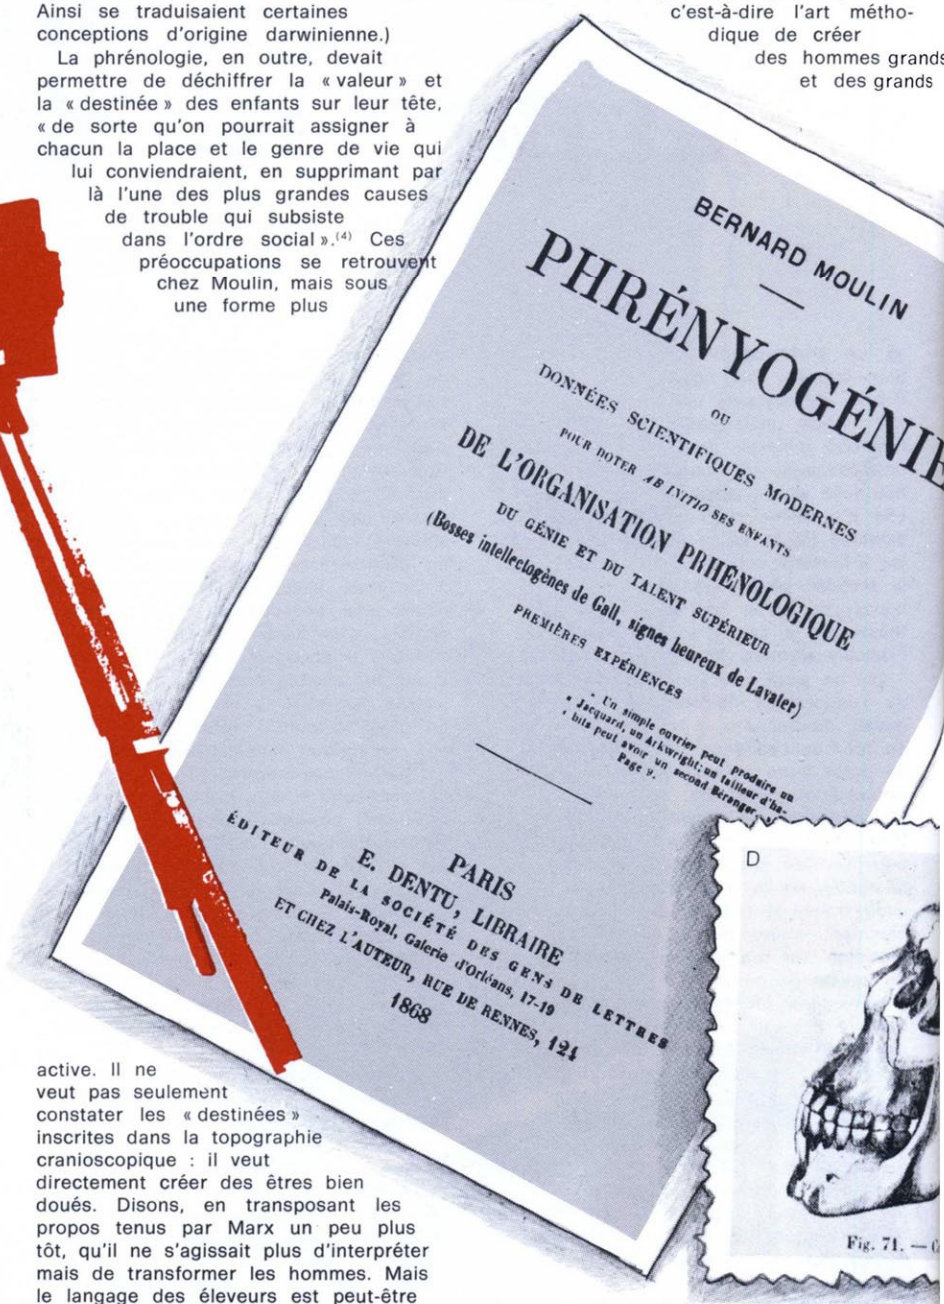 Ainsi se traduisaient certaines
conceptions d'origine darwinienne.)
La phrénologie, en outre, devait
permettre de déchiffrer la « valeur » et
la « destinée » des enfants sur leur tête,
« de sorte qu'on pourrait assigner à
chacun la place et le genre de vie qui
lui conviendraient, en supprimant par
là l'une des plus grandes causes
de trouble qui subsiste
dans l'ordre social ».(4) Ces
préoccupations se retrouvent
chez Moulin, mais sous
une forme plus
active. Il ne
veut pas seulement
constater les « destinées »
inscrites dans la topographie
cranioscopique : il veut
directement créer des êtres bien
doués. Disons, en transposant les
propos tenus par Marx un peu plus
tôt, qu'il ne s'agissait plus d'interpréter
mais de transformer les hommes. Mais
le langage des éleveurs est peut-être
c'est-à-dire l'art métho-
dique de créer
des hommes grands
et des grands
BERNARD MOULIN
PHRÉNYOGÉNIE
OU
DONNÉES SCIENTIFIQUES MODERNES
POUR DOTER AB INITIO SES ENFANTS
DE L'ORGANISATION PRHÉNOLOGIQUE
DU GÉNIE ET DU TALENT SUPÉRIEUR
(Bosses intellectogènes de Gall, signes heureux de Lavater)
PREMIÈRES EXPÉRIENCES
« Un simple ouvrier peut produire un
« Jacquard, un Arkwright; un tailleur d'ha-
« bits peut avoir un second Béranger.
Page 9.
PARIS
E. DENTU, LIBRAIRE
ÉDITEUR DE LA SOCIÉTÉ DES GENS DE LETTRES
Palais-Royal, Galerie d'Orléans, 17-19
ET CHEZ L'AUTEUR, RUE DE RENNES, 121
1868
D
Fig. 71. —